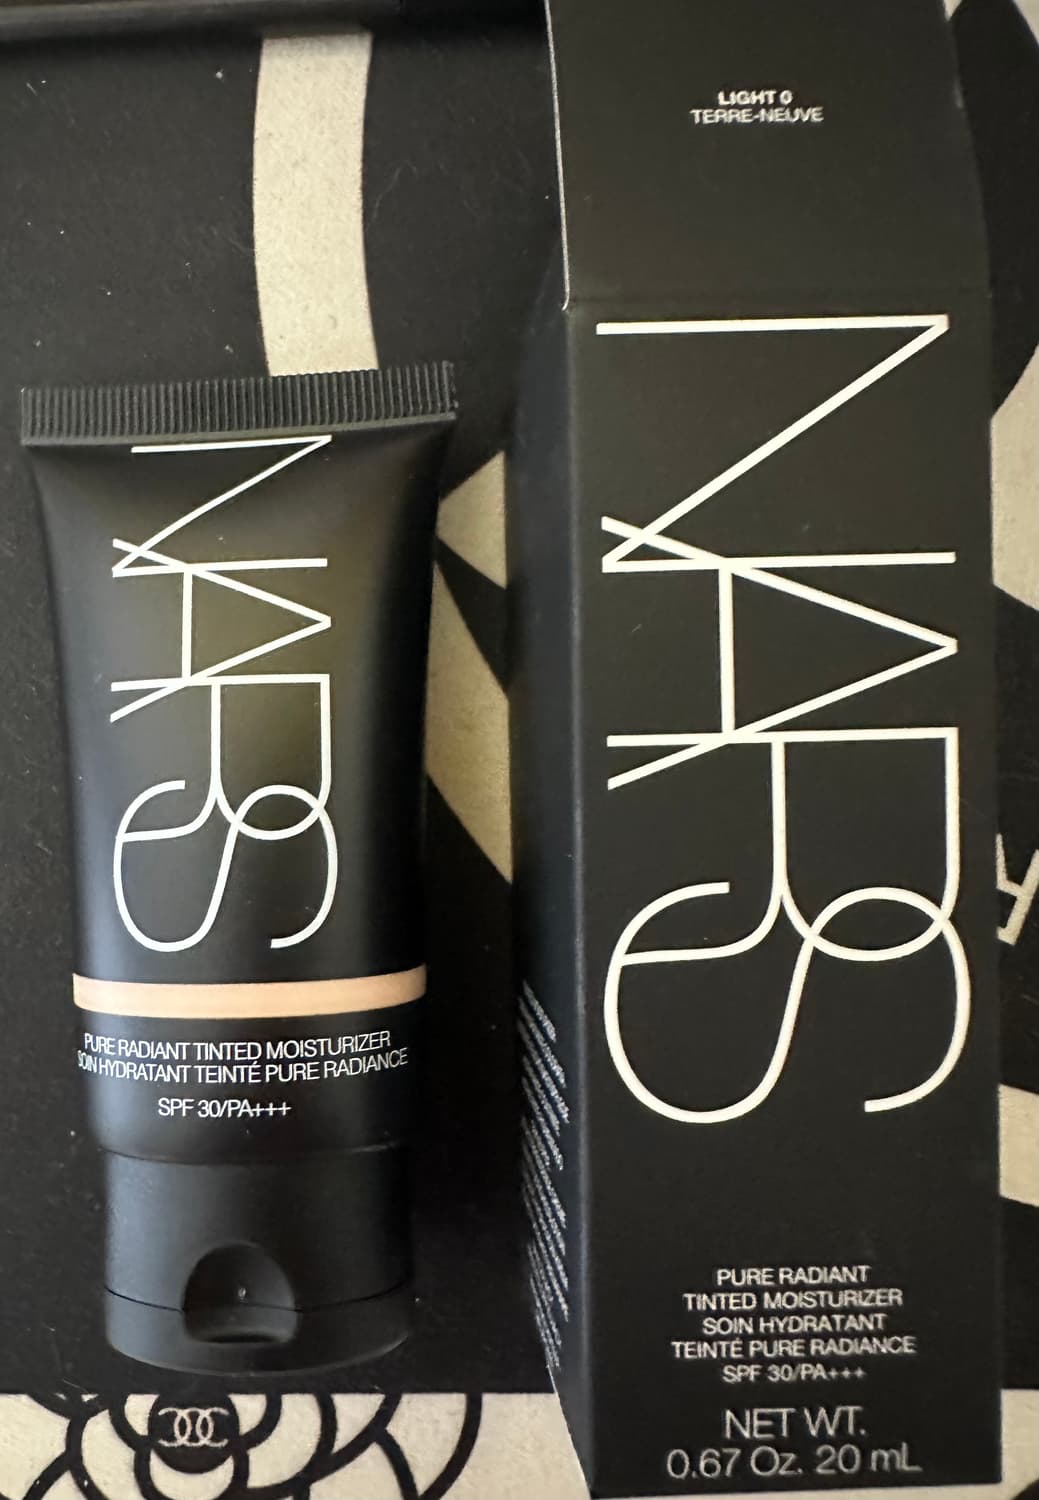 NARS
PURE RADIANT TINTED MOISTURIZER
SOIN HYDRATANT TEINTÉ PURE RADIANCE
SPF 30/PA+++
LIGHT 0
TERRE-NEUVE
NARS
PURE RADIANT
TINTED MOISTURIZER
SOIN HYDRATANT
TEINTÉ PURE RADIANCE
SPF 30/PA+++
NET WT.
0.67 Oz. 20 mL